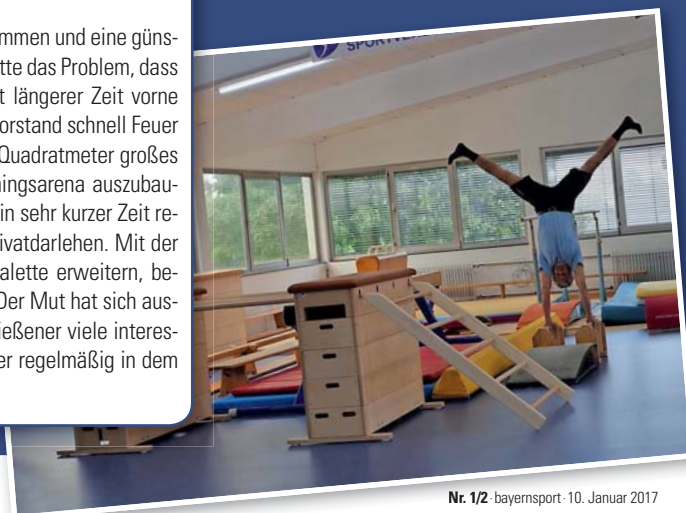 mmen und eine güns-
tte das Problem, dass
t längerer Zeit vorne
orstand schnell Feuer
Quadratmeter großes
ningsarena auszubau-
in sehr kurzer Zeit re-
ivatdarlehen. Mit der
alette erweitern, be-
Der Mut hat sich aus-
ießener viele interes-
er regelmäßig in dem
Nr. 1/2 · bayernsport · 10. Januar 2017